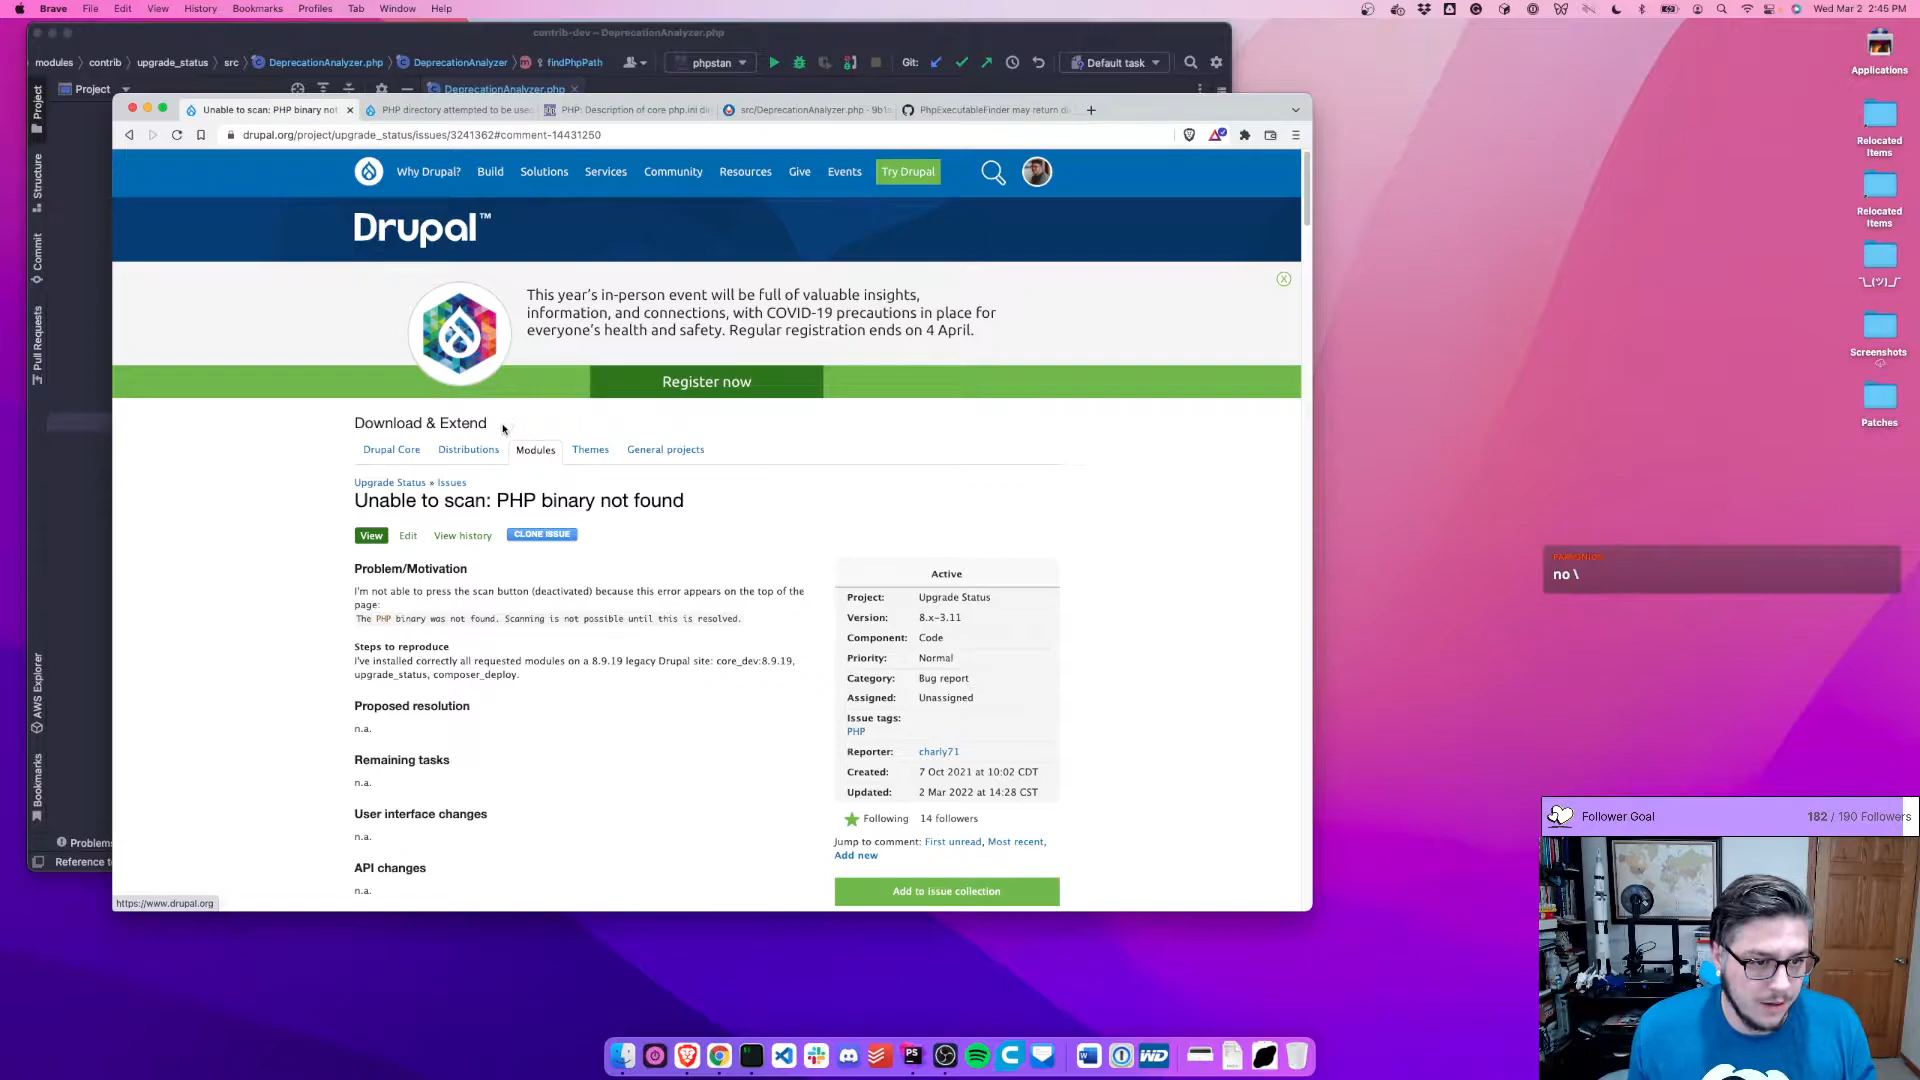 Brave File Edit View History Bookmarks Profiles Tab Window Help
Wed Mar 2 2:45 PM
contrib-dev – DeprecationAnalyzer.php
modules contrib upgrade_status src DeprecationAnalyzer.php DeprecationAnalyzer findPhpPath
phpstan Git: Default task
Project DeprecationAnalyzer.php
Unable to scan: PHP binary not PHP directory attempted to be use PHP: Description of core php.ini di src/DeprecationAnalyzer.php - 9b1 PhpExecutableFinder may return di
drupal.org/project/upgrade_status/issues/3241362#comment-14431250
Why Drupal? Build Solutions Services Community Resources Give Events Try Drupal
Drupal™
This year's in-person event will be full of valuable insights,
information, and connections, with COVID-19 precautions in place for
everyone's health and safety. Regular registration ends on 4 April.
Register now
Download & Extend
Drupal Core Distributions Modules Themes General projects
Upgrade Status » Issues
Unable to scan: PHP binary not found
View Edit View history CLONE ISSUE
Problem/Motivation
I'm not able to press the scan button (deactivated) because this error appears on the top of the
page:
The PHP binary was not found. Scanning is not possible until this is resolved.
Steps to reproduce
I've installed correctly all requested modules on a 8.9.19 legacy Drupal site: core_dev:8.9.19,
upgrade_status, composer_deploy.
Proposed resolution
n.a.
Remaining tasks
n.a.
User interface changes
n.a.
API changes
n.a.
Active
Project: Upgrade Status
Version: 8.x-3.11
Component: Code
Priority: Normal
Category: Bug report
Assigned: Unassigned
Issue tags:
PHP
Reporter: charly71
Created: 7 Oct 2021 at 10:02 CDT
Updated: 2 Mar 2022 at 14:28 CST
Following 14 followers
Jump to comment: First unread, Most recent,
Add new
Add to issue collection
https://www.drupal.org
Project
Structure
Commit
Pull Requests
AWS Explorer
Bookmarks
Problems
Reference t
Applications
Relocated
Items
Relocated
Items
¯\_(ツ)_/¯
Screenshots
Patches
no \
Follower Goal 182 / 190 Followers
PS
WD